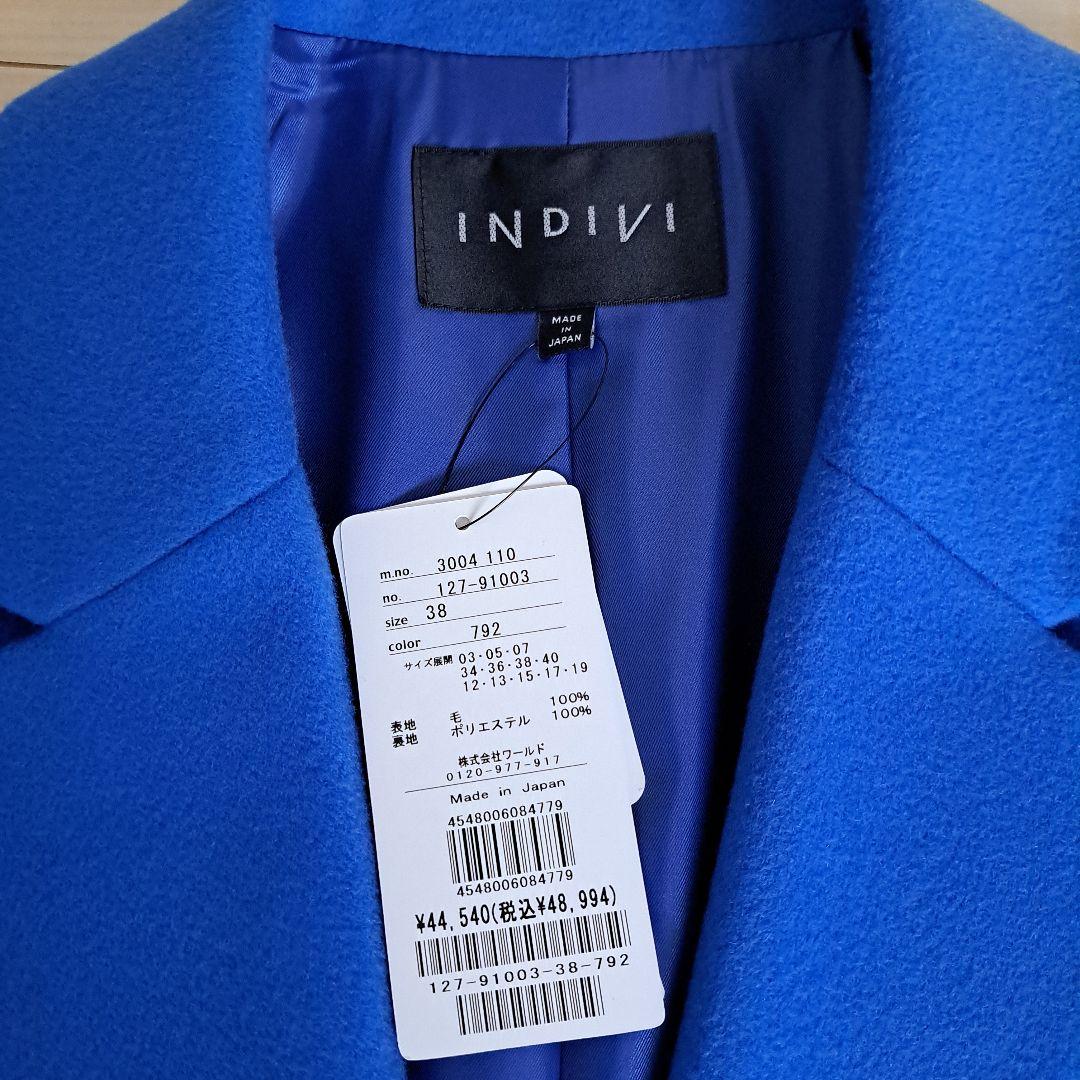 INDIVI
MADE
IN
JAPAN
m.no. 3004 110
no. 127-91003
size 38
color 792
サイズ展開 03・05・07
34・36・38・40
12・13・15・17・19
表地 毛 100%
裏地 ポリエステル 100%
株式会社ワールド
0120-977-917
Made in Japan
4548006084779
4548006084779
¥44,540(税込¥48,994)
127-91003-38-792